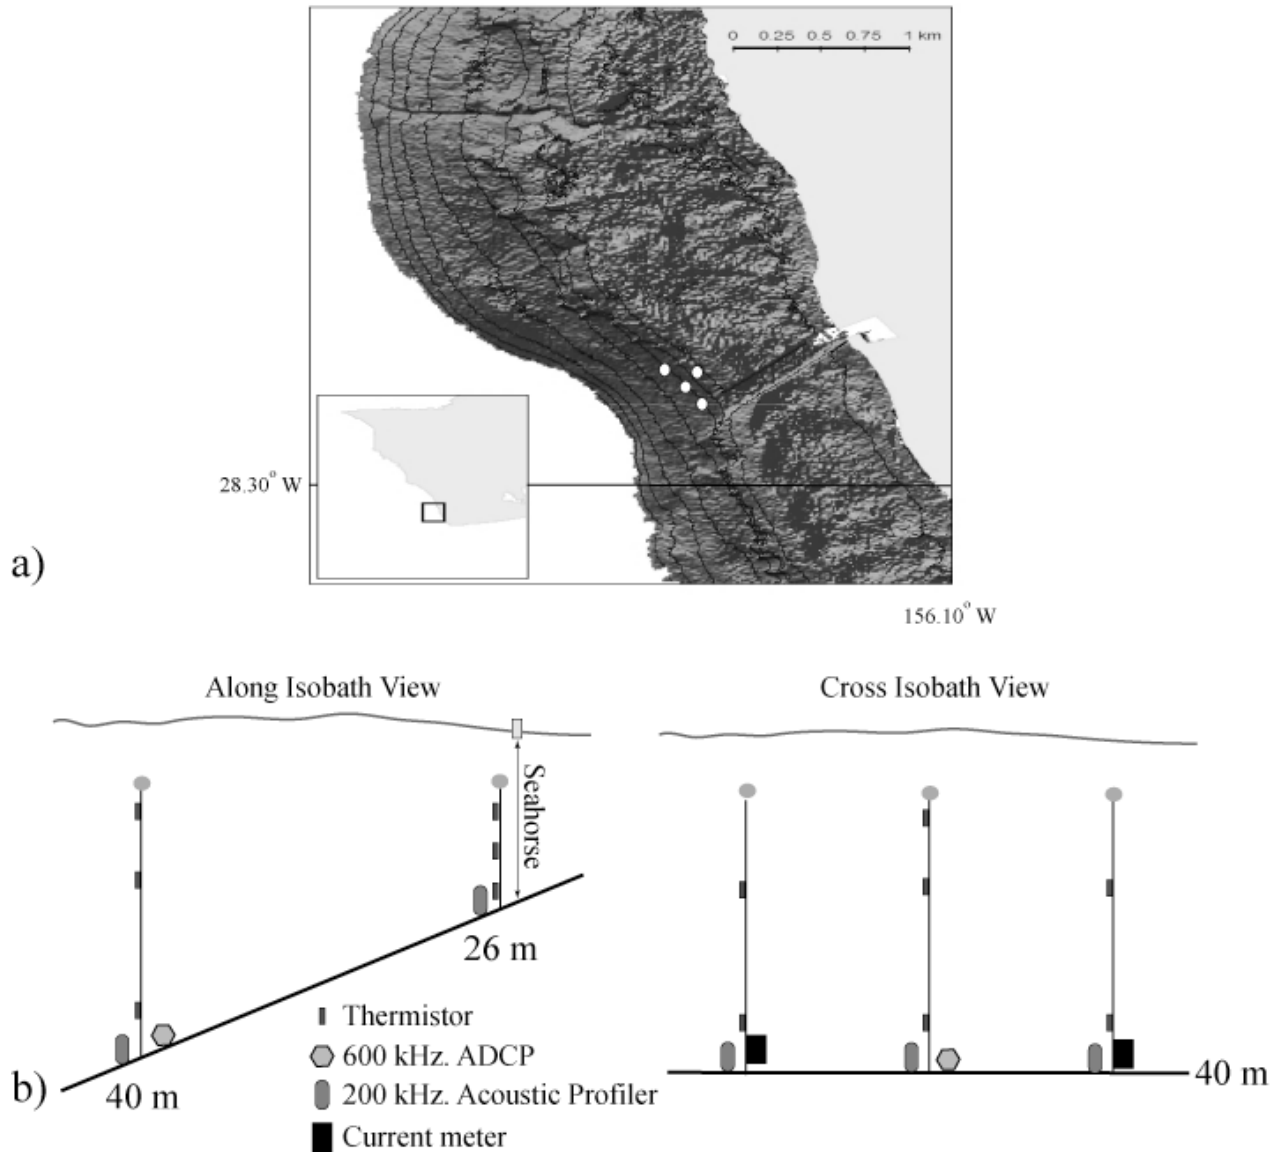 0 0.25 0.5 0.75 1 km
28.30° W
a)
156.10° W
Along Isobath View
Cross Isobath View
Seahorse
26 m
Thermistor
600 kHz. ADCP
40 m
200 kHz. Acoustic Profiler
40 m
b)
Current meter